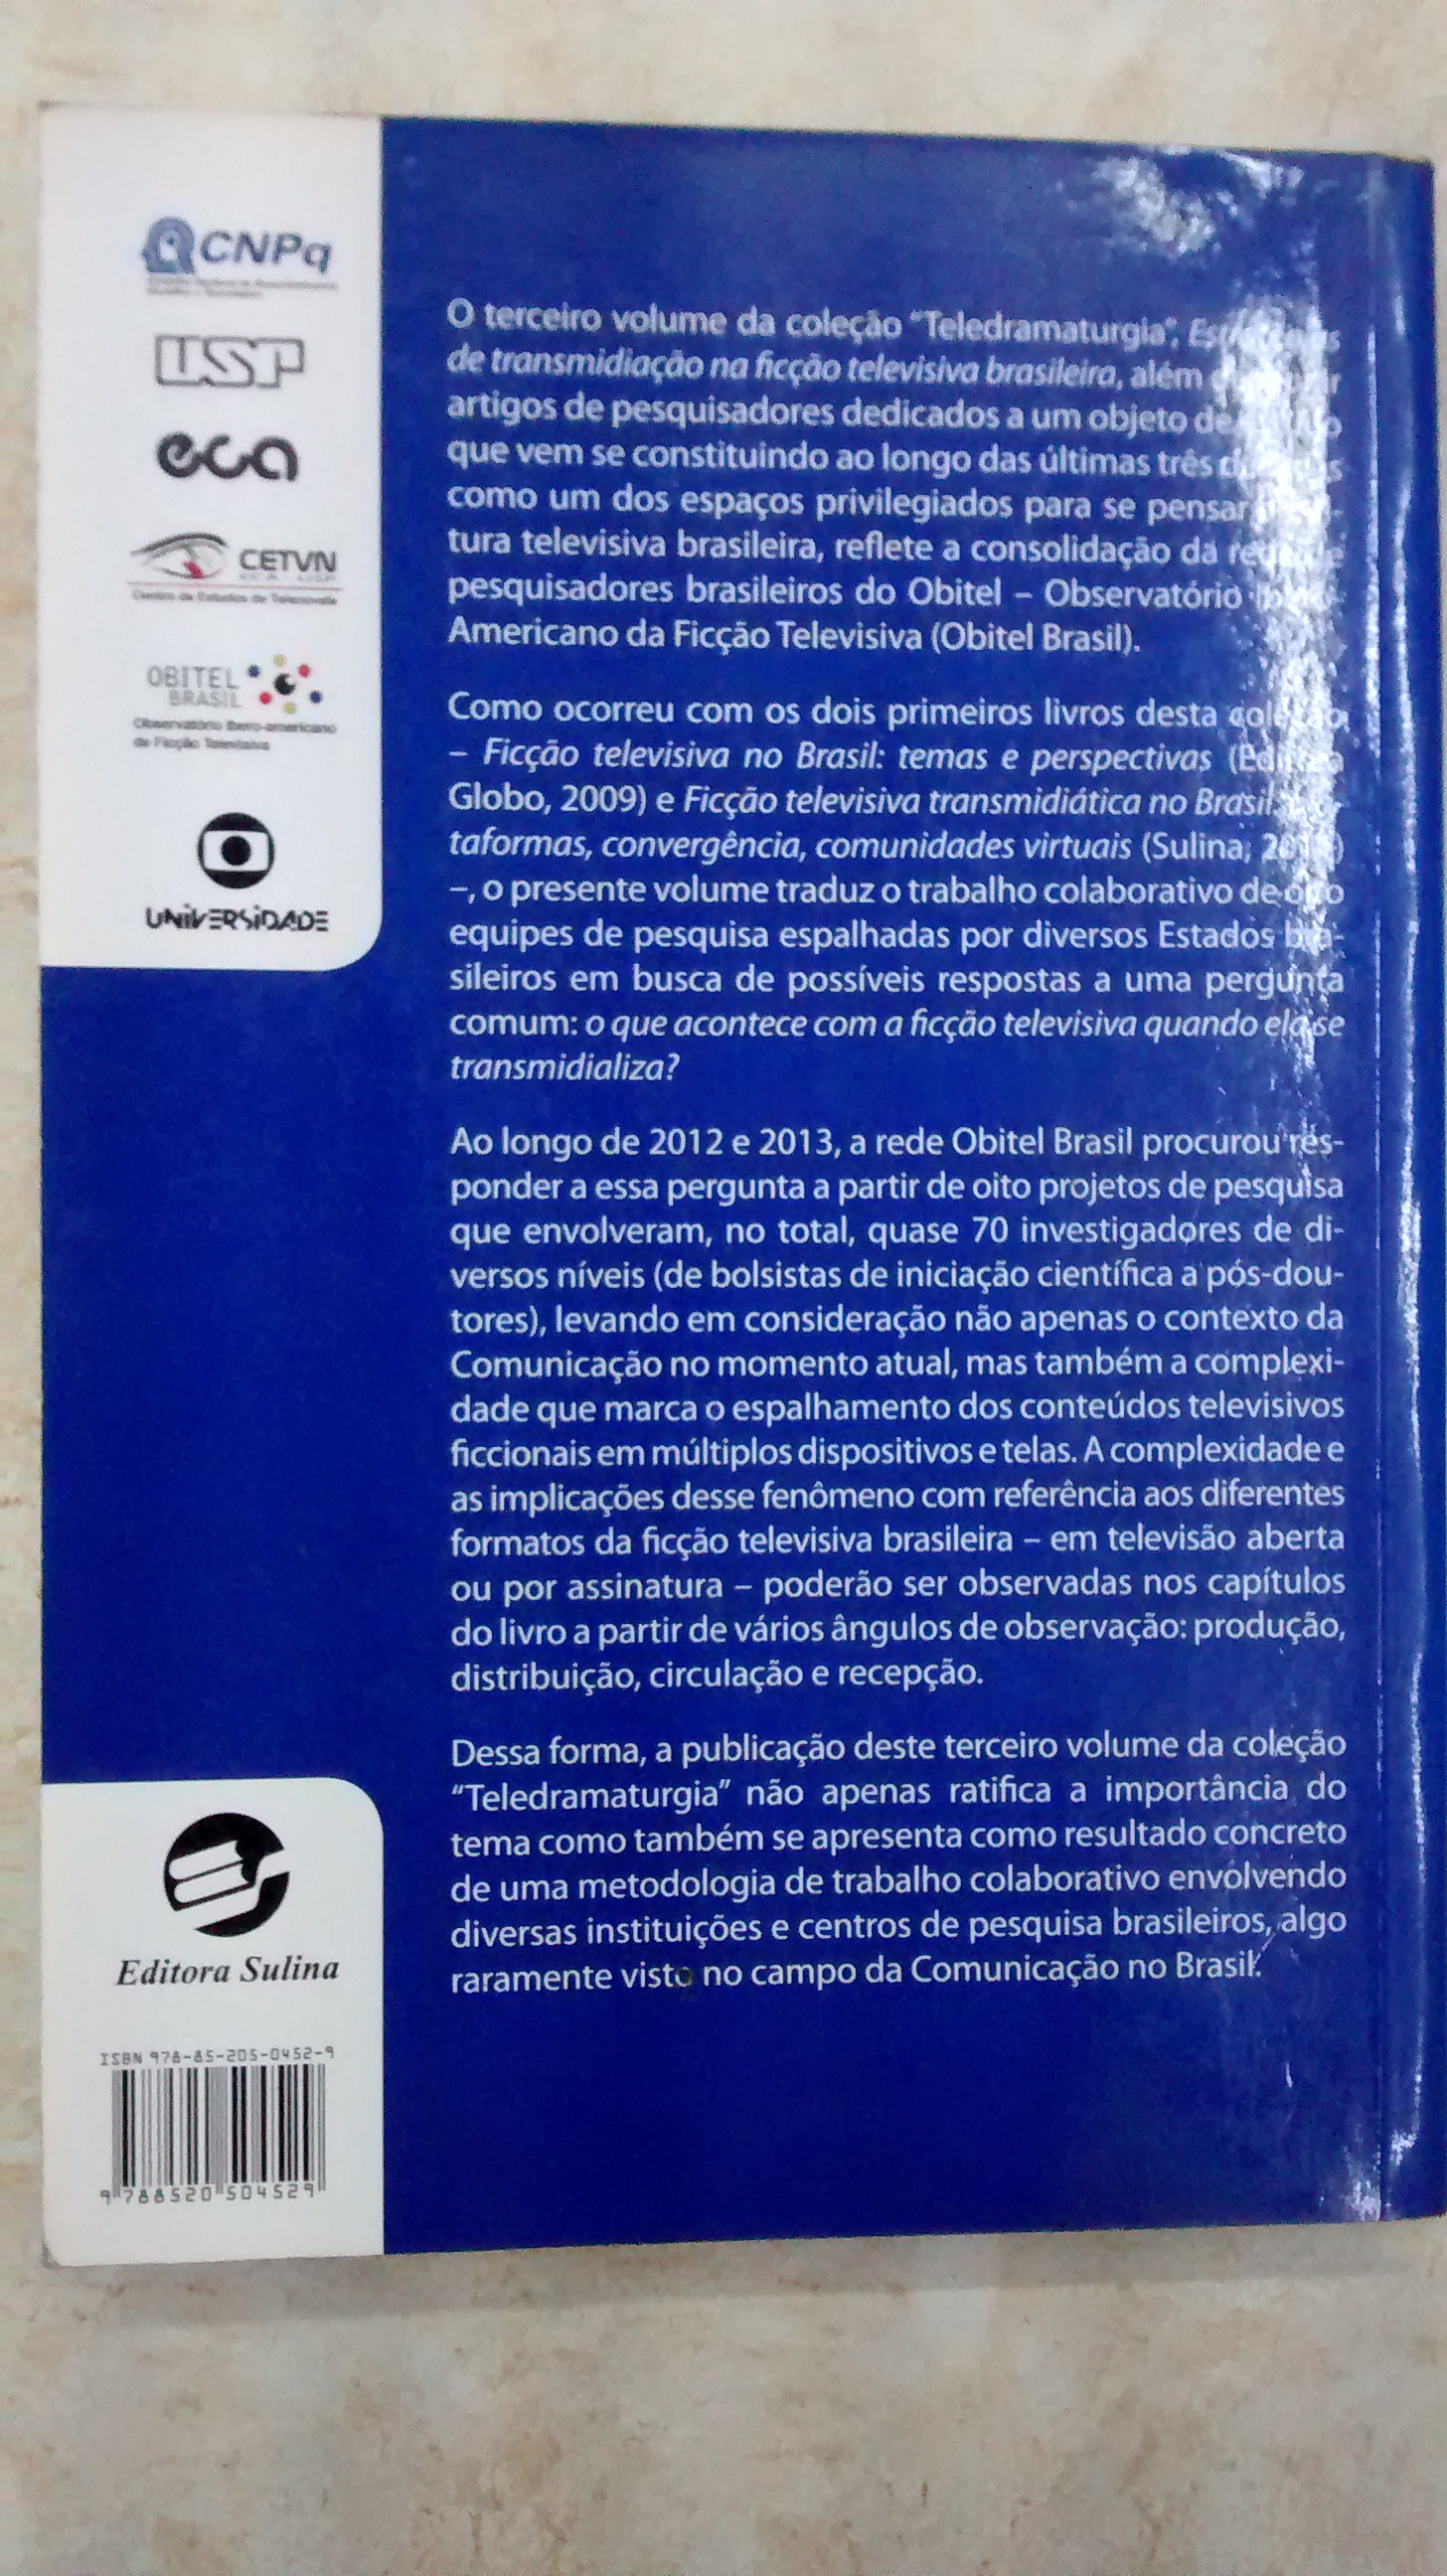 CNPq
USP
eca
CETVN
ECA - USP
Centro de Estudos de Telenovela
OBITEL
BRASIL
Observatório Ibero-americano
de Ficção Televisiva
UNIVERSIDADE
O terceiro volume da coleção "Teledramaturgia",
de transmidiação na ficção televisiva brasileira, além
artigos de pesquisadores dedicados a um objeto de
que vem se constituindo ao longo das últimas três
como um dos espaços privilegiados para se pensar
tura televisiva brasileira, reflete a consolidação da
pesquisadores brasileiros do Obitel – Observatório
Americano da Ficção Televisiva (Obitel Brasil).
Como ocorreu com os dois primeiros livros desta coleção
– Ficção televisiva no Brasil: temas e perspectivas (Editora
Globo, 2009) e Ficção televisiva transmidiática no Brasil:
taformas, convergência, comunidades virtuais (Sulina,
–, o presente volume traduz o trabalho colaborativo de oito
equipes de pesquisa espalhadas por diversos Estados bra-
sileiros em busca de possíveis respostas a uma pergunta
comum: o que acontece com a ficção televisiva quando ela se
transmidializa?
Ao longo de 2012 e 2013, a rede Obitel Brasil procurou res-
ponder a essa pergunta a partir de oito projetos de pesquisa
que envolveram, no total, quase 70 investigadores de di-
versos níveis (de bolsistas de iniciação científica a pós-dou-
tores), levando em consideração não apenas o contexto da
Comunicação no momento atual, mas também a complexi-
dade que marca o espalhamento dos conteúdos televisivos
ficcionais em múltiplos dispositivos e telas. A complexidade e
as implicações desse fenômeno com referência aos diferentes
formatos da ficção televisiva brasileira – em televisão aberta
ou por assinatura – poderão ser observadas nos capítulos
do livro a partir de vários ângulos de observação: produção,
distribuição, circulação e recepção.
Dessa forma, a publicação deste terceiro volume da coleção
"Teledramaturgia" não apenas ratifica a importância do
tema como também se apresenta como resultado concreto
de uma metodologia de trabalho colaborativo envolvendo
diversas instituições e centros de pesquisa brasileiros, algo
raramente visto no campo da Comunicação no Brasil.
Editora Sulina
ISBN 978-85-205-0452-9
9 788520 504529